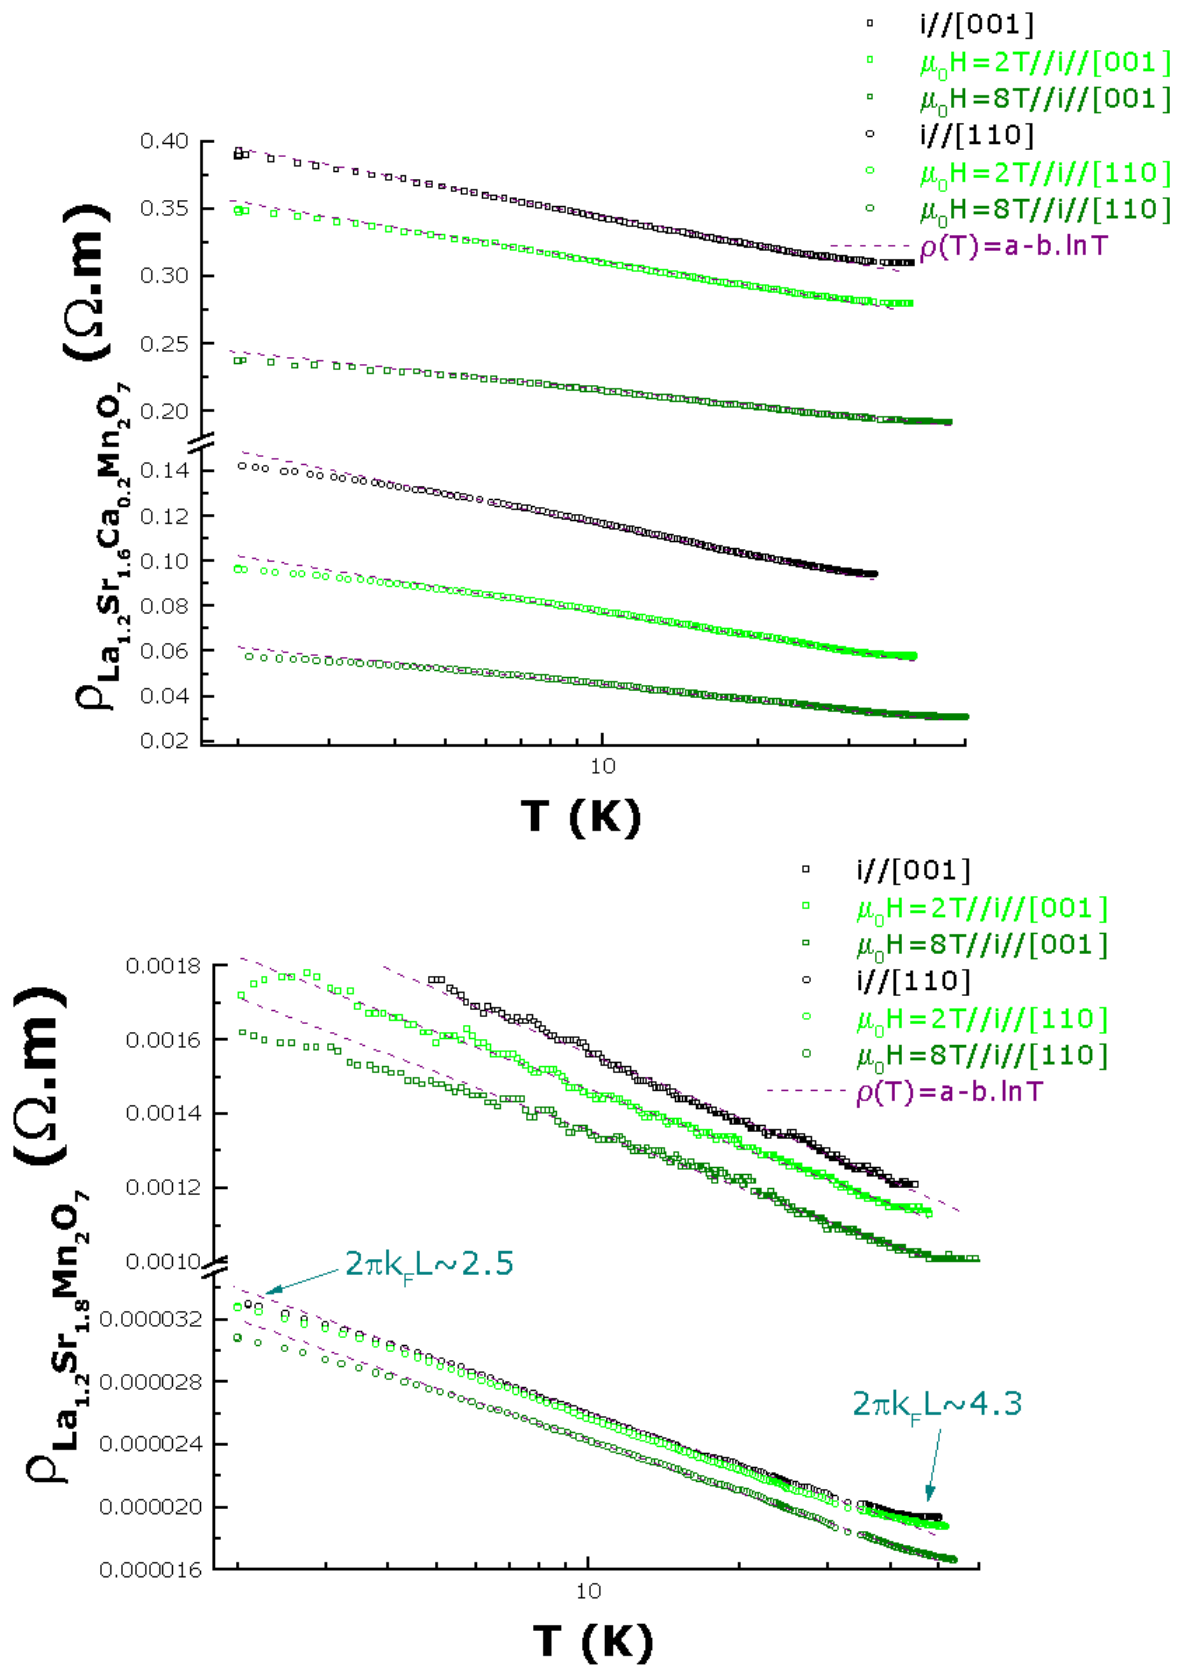 i//[001]
μ₀H=2T//i//[001]
μ₀H=8T//i//[001]
i//[110]
μ₀H=2T//i//[110]
μ₀H=8T//i//[110]
ρ(T)=a-b.lnT
ρLa₁.₂Sr₁.₆Ca₀.₂Mn₂O₇ (Ω.m)
0.40
0.35
0.30
0.25
0.20
0.14
0.12
0.10
0.08
0.06
0.04
0.02
10
T (K)
i//[001]
μ₀H=2T//i//[001]
μ₀H=8T//i//[001]
i//[110]
μ₀H=2T//i//[110]
μ₀H=8T//i//[110]
ρ(T)=a-b.lnT
ρLa₁.₂Sr₁.₈Mn₂O₇ (Ω.m)
0.0018
0.0016
0.0014
0.0012
0.0010
2πk_FL~2.5
0.000032
0.000028
2πk_FL~4.3
0.000024
0.000020
0.000016
10
T (K)